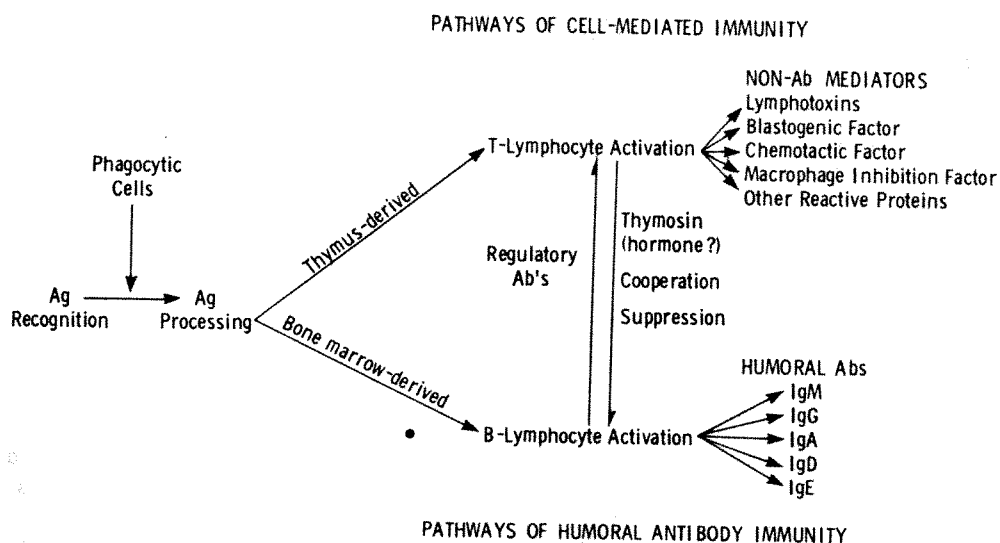 PATHWAYS OF CELL-MEDIATED IMMUNITY
NON-Ab MEDIATORS
Lymphotoxins
Blastogenic Factor
Chemotactic Factor
Macrophage Inhibition Factor
Other Reactive Proteins
T-Lymphocyte Activation
Phagocytic
Cells
Thymus-derived
Thymosin
(hormone?)
Cooperation
Suppression
Regulatory
Ab's
Ag
Recognition
Ag
Processing
Bone marrow-derived
HUMORAL Abs
IgM
IgG
IgA
IgD
IgE
B-Lymphocyte Activation
PATHWAYS OF HUMORAL ANTIBODY IMMUNITY